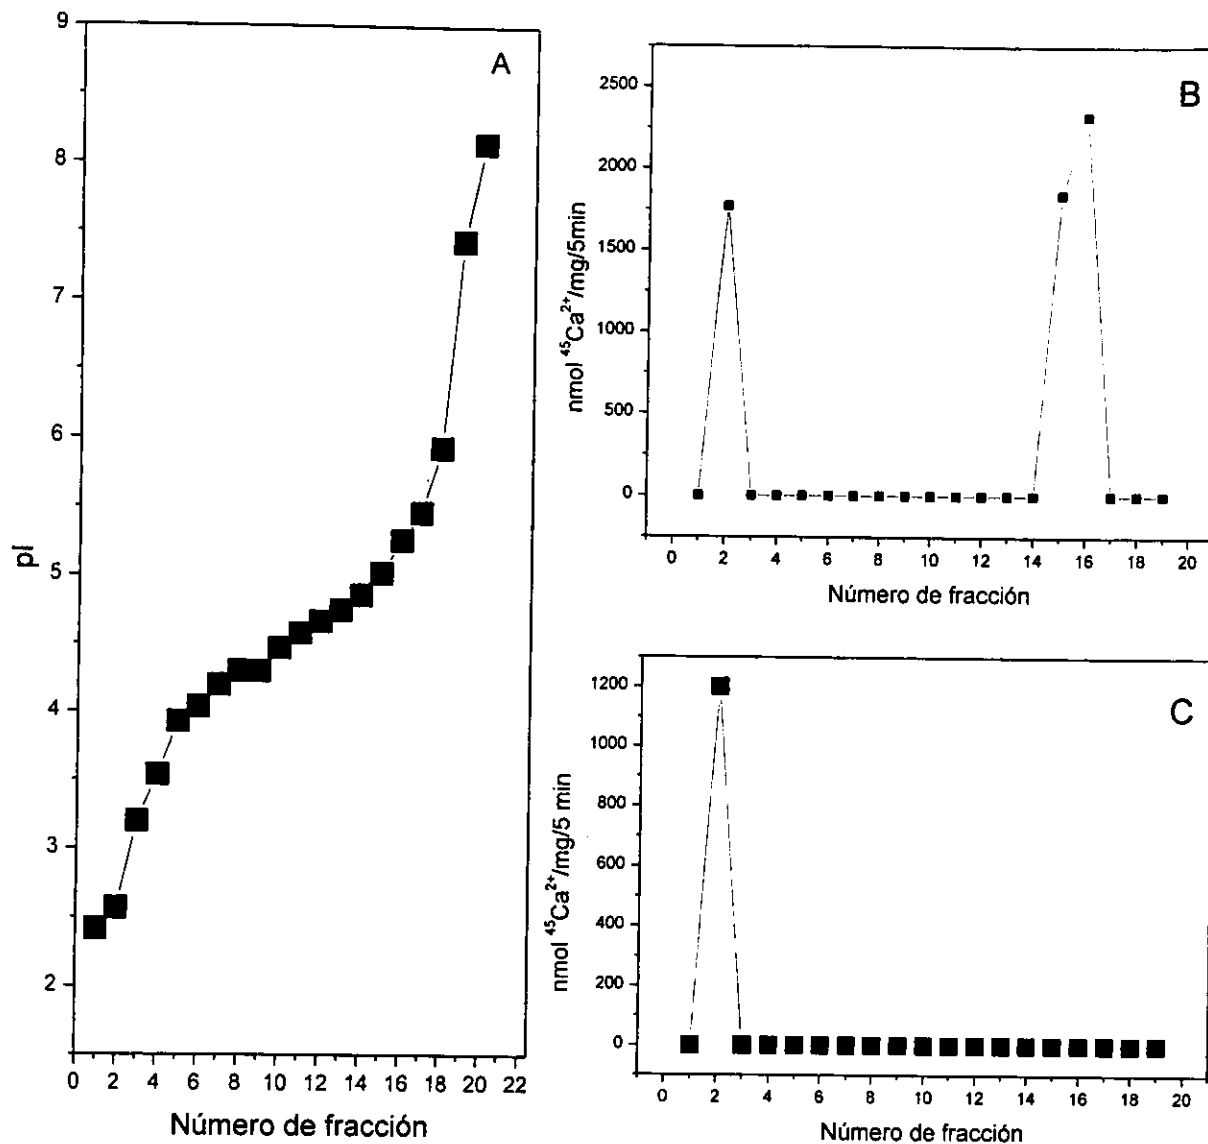 A
9
8
7
6
5
4
3
2
pI
0 2 4 6 8 10 12 14 16 18 20 22
Número de fracción
B
2500
2000
1500
1000
500
0
nmol ⁴⁵Ca²⁺/mg/5min
0 2 4 6 8 10 12 14 16 18 20
Número de fracción
C
1200
1000
800
600
400
200
0
nmol ⁴⁵Ca²⁺/mg/5 min
0 2 4 6 8 10 12 14 16 18 20
Número de fracción